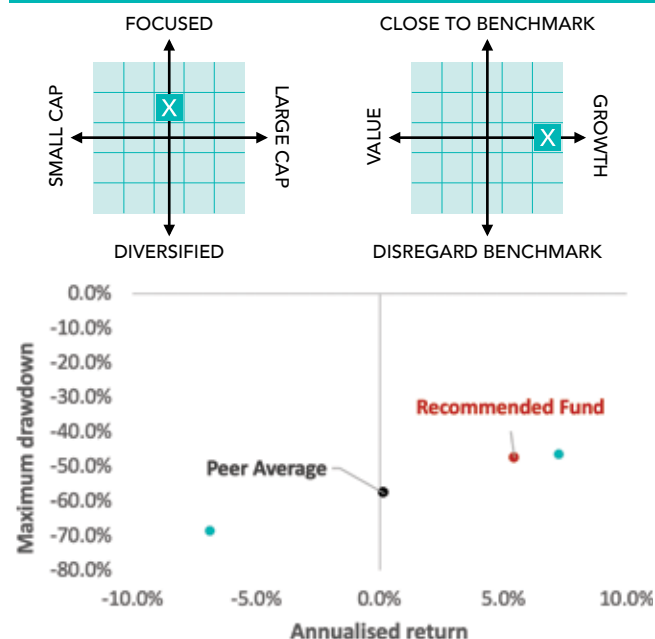 FOCUSED
SMALL CAP
X
LARGE CAP
DIVERSIFIED
CLOSE TO BENCHMARK
VALUE
X
GROWTH
DISREGARD BENCHMARK
0.0%
-10.0%
-20.0%
-30.0%
-40.0%
-50.0%
-60.0%
-70.0%
-80.0%
Maximum drawdown
Recommended Fund
Peer Average
-10.0%
-5.0%
0.0%
5.0%
10.0%
Annualised return